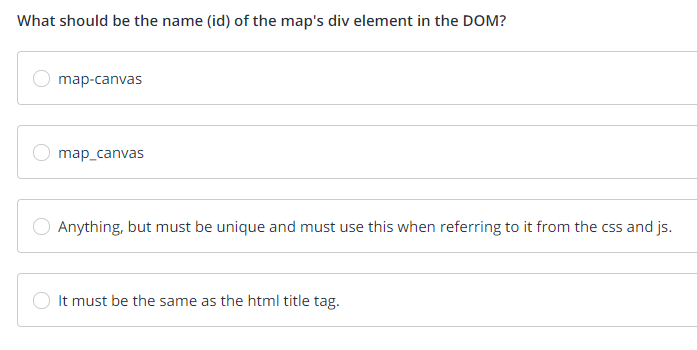 What should be the name (id) of the map's div element in the DOM?
map-canvas
map_canvas
Anything, but must be unique and must use this when referring to it from the css and js.
It must be the same as the html title tag.